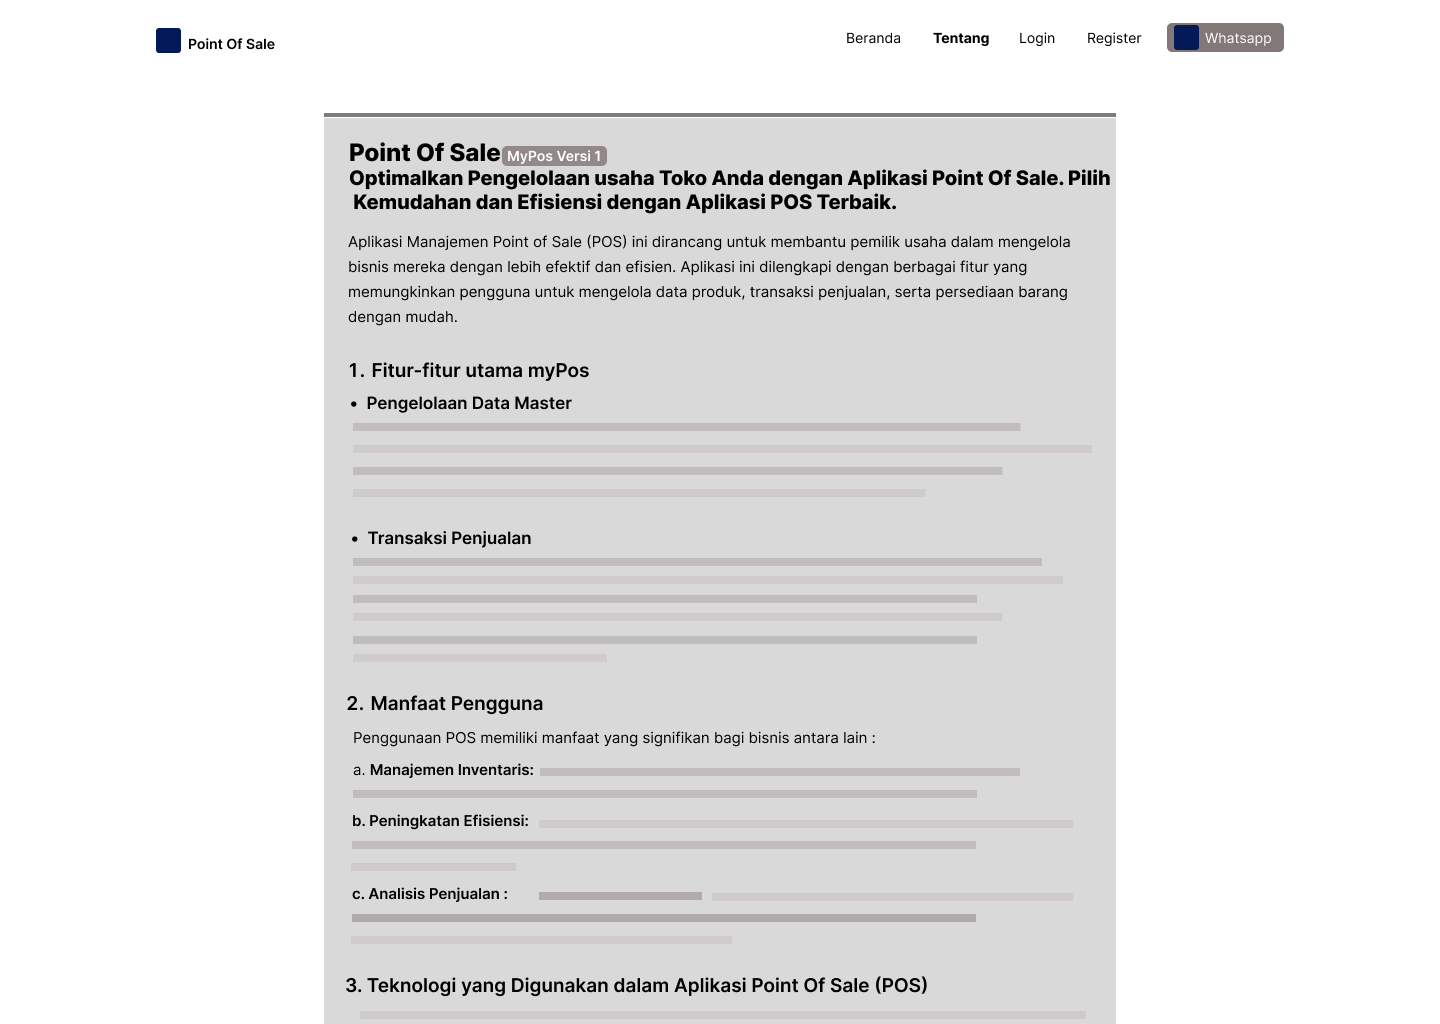 Point Of Sale
Beranda
Tentang
Login
Register
Whatsapp
Point Of Sale MyPos Versi 1
Optimalkan Pengelolaan usaha Toko Anda dengan Aplikasi Point Of Sale. Pilih
Kemudahan dan Efisiensi dengan Aplikasi POS Terbaik.
Aplikasi Manajemen Point of Sale (POS) ini dirancang untuk membantu pemilik usaha dalam mengelola
bisnis mereka dengan lebih efektif dan efisien. Aplikasi ini dilengkapi dengan berbagai fitur yang
memungkinkan pengguna untuk mengelola data produk, transaksi penjualan, serta persediaan barang
dengan mudah.
1. Fitur-fitur utama myPos
• Pengelolaan Data Master
• Transaksi Penjualan
2. Manfaat Pengguna
Penggunaan POS memiliki manfaat yang signifikan bagi bisnis antara lain :
a. Manajemen Inventaris:
b. Peningkatan Efisiensi:
c. Analisis Penjualan :
3. Teknologi yang Digunakan dalam Aplikasi Point Of Sale (POS)